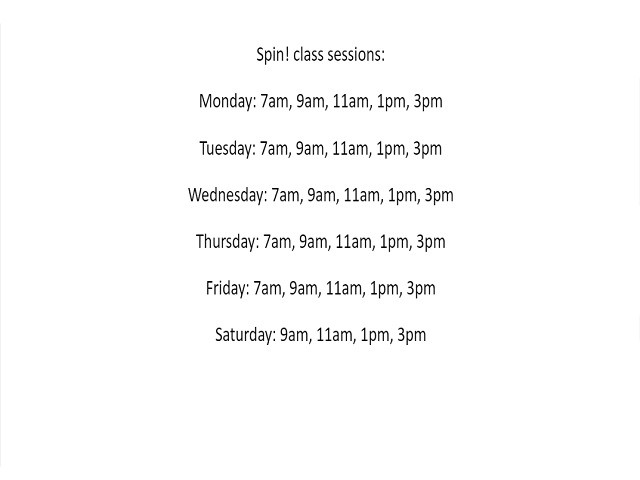 Spin! class sessions:
Monday: 7am, 9am, 11am, 1pm, 3pm
Tuesday: 7am, 9am, 11am, 1pm, 3pm
Wednesday: 7am, 9am, 11am, 1pm, 3pm
Thursday: 7am, 9am, 11am, 1pm, 3pm
Friday: 7am, 9am, 11am, 1pm, 3pm
Saturday: 9am, 11am, 1pm, 3pm